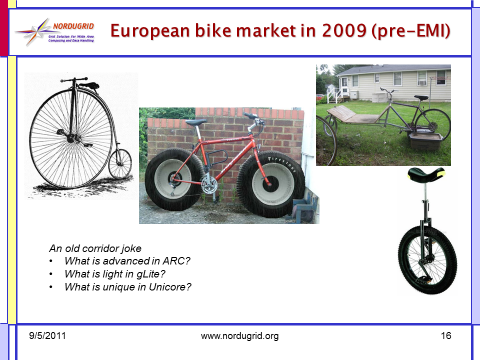 NORDUGRID
Grid Solution For Wide Area
Computing and Data Handling
European bike market in 2009 (pre-EMI)
Firestone
An old corridor joke
• What is advanced in ARC?
• What is light in gLite?
• What is unique in Unicore?
9/5/2011
www.nordugrid.org
16